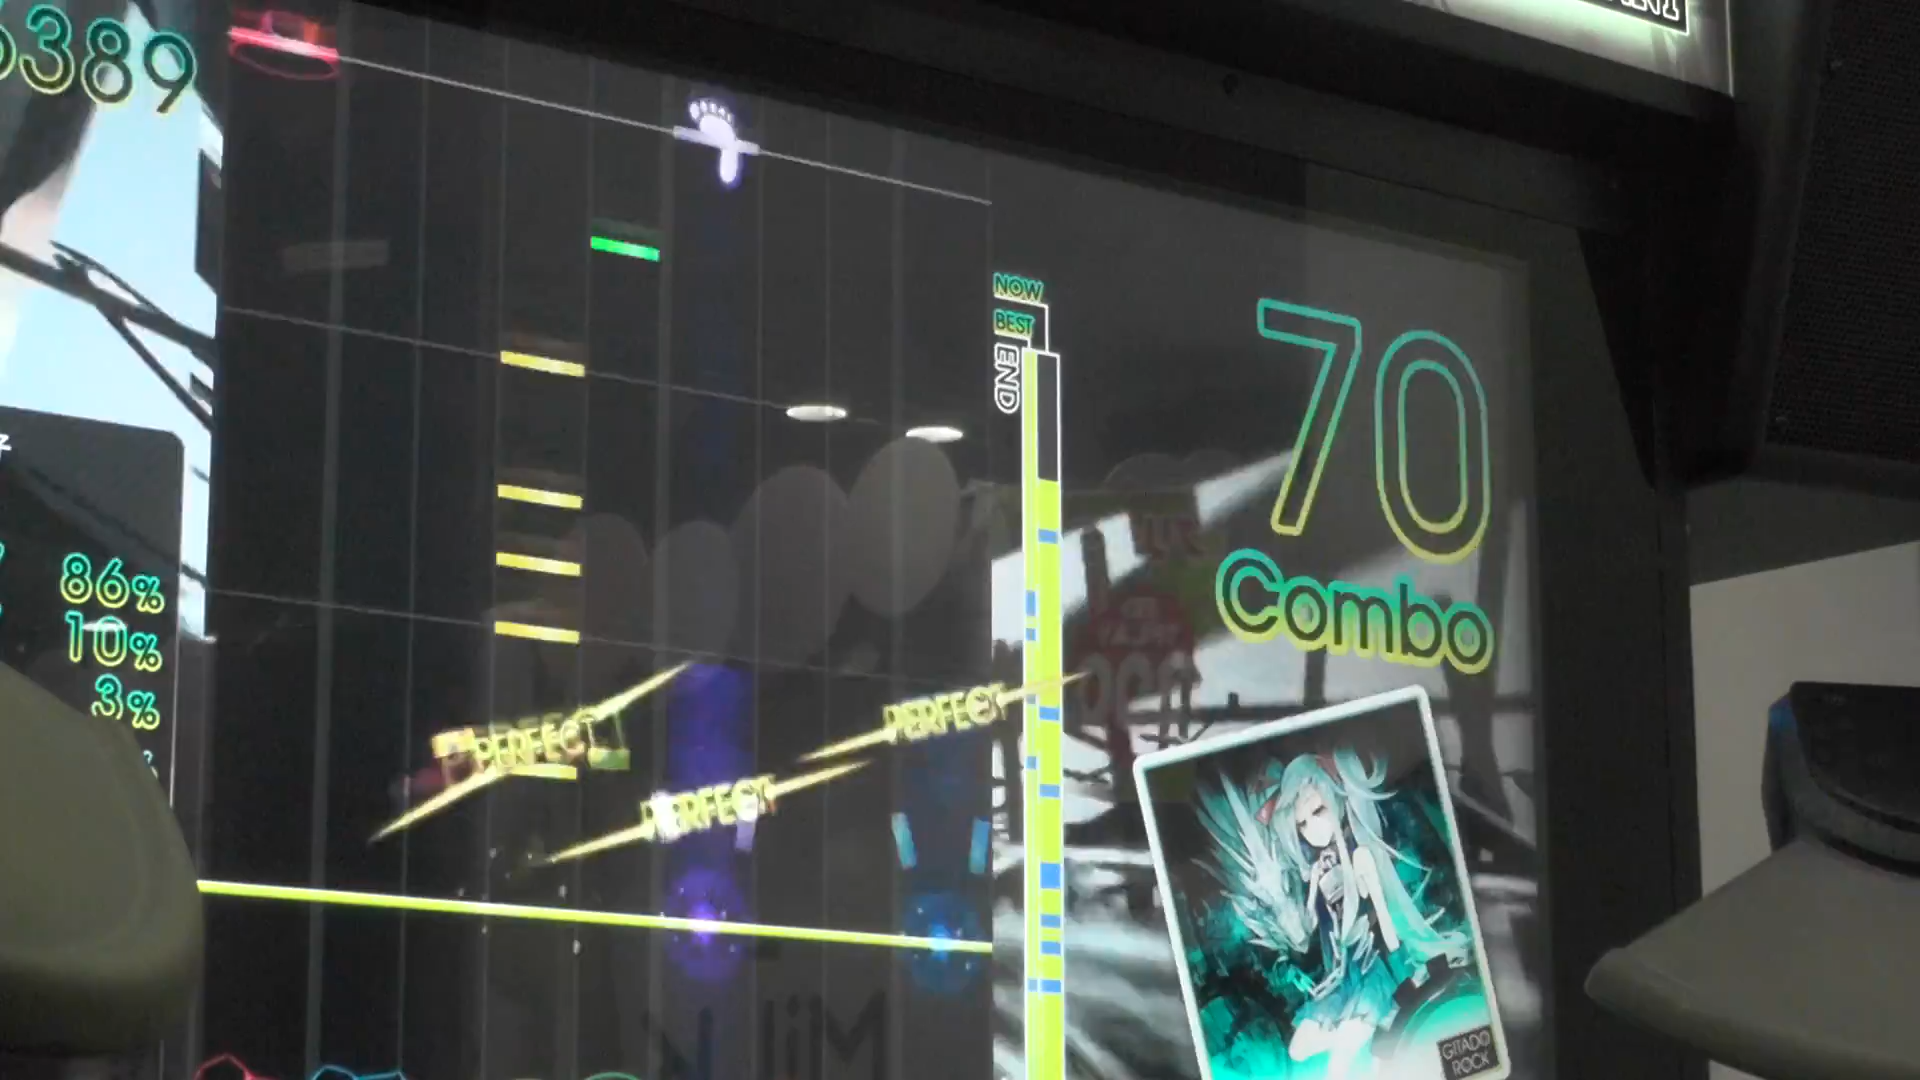 389
NOW
BEST
END
70
Combo
86%
10%
3%
%
PERFECT
PERFECT
PERFECT
GITADO
ROCK